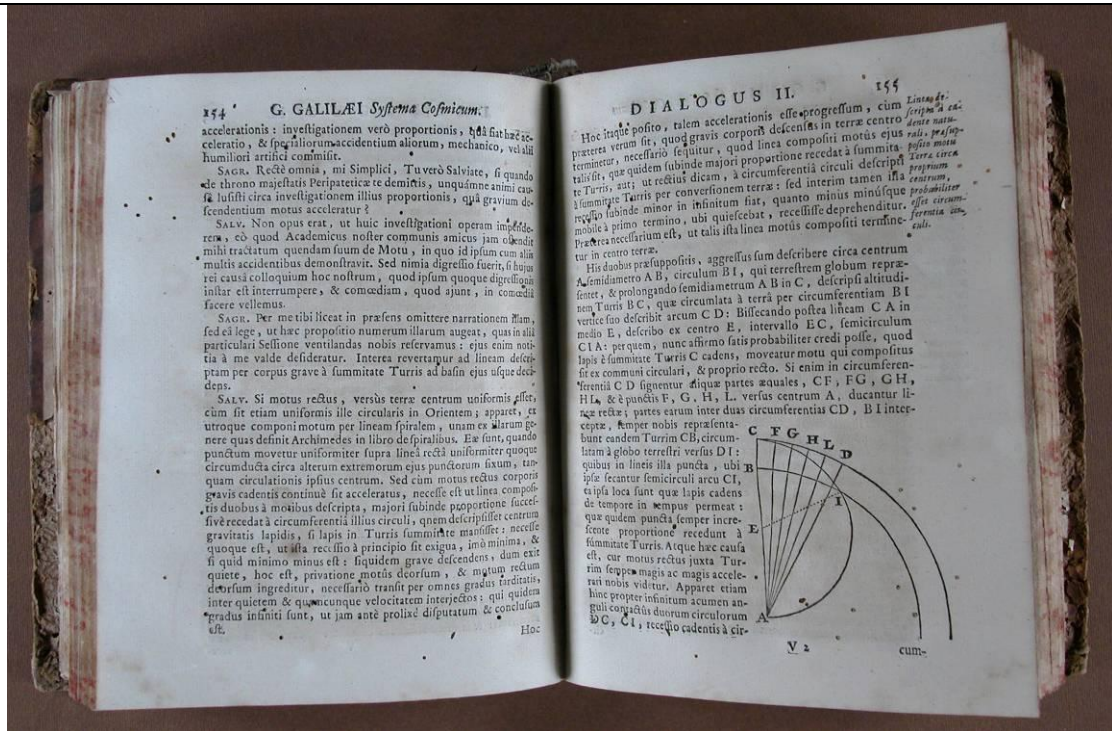 154 G. GALILÆI Systema Cosmicum.
accelerationis : investigationem verò proportionis, quâ fiat hæc ac-
celeratio, & specialiorum accidentium aliorum, mechanico, vel alii
humiliori artifici commisit.
SAGR. Rectè omnia, mi Simplici, Tu verò Salviate, si quando
de throno majestatis Peripateticæ demittis, unquámne animi cau-
sâ lusisti circa investigationem illius proportionis, quâ gravium de-
scendentium motus acceleratur ?
SALV. Non opus erat, ut huic investigationi operam impende-
rem, eò quod Academicus noster communis amicus jam ostendit
mihi tractatum quendam suum de Motu, in quo id ipsum cum aliis
multis accidentibus demonstravit. Sed nimia digressio fuerit, si hujus
rei causâ colloquium hoc nostrum, quod ipsum quoque digressionis
instar est interrumpere, & comœdiam, quod ajunt, in comœdiâ
facere vellemus.
SAGR. Per me tibi liceat in præsens omittere narrationem istam,
sed eâ lege, ut hæc propositio numerum illarum augeat, quas in aliâ
particulari Sessione ventilandas nobis reservamus : ejus enim noti-
tia à me valde desideratur. Interea revertamur ad lineam descri-
ptam per corpus grave à summitate Turris ad basin ejus usque deci-
dens.
SALV. Si motus rectus, versùs terræ centrum uniformis esset,
cùm sit etiam uniformis ille circularis in Orientem ; apparet, ex
utroque componi motum per lineam spiralem, unam ex illarum ge-
nere quas definit Archimedes in libro de spiralibus. Eæ sunt, quando
punctum movetur uniformiter supra lineâ rectâ uniformiter quoque
circumductâ circa alterum extremorum ejus punctorum fixum, tan-
quam circulationis ipsius centrum. Sed cùm motus rectus corporis
gravis cadentis continuè sit acceleratus, necesse est ut linea composi-
tis duobus à motibus descripta, majori subinde proportione succes-
sivè recedat à circumferentiâ illius circuli, quem descripsisset centrum
gravitatis lapidis, si lapis in Turris summitate mansisset : necesse
quoque est, ut ista recessio à principio sit exigua, imò minima, &
si quid minimo minus est : siquidem grave descendens, dum exit
quiete, hoc est, privatione motûs deorsum, & motum rectum
deorsum ingreditur, necessariò transit per omnes gradus tarditatis,
inter quietem & quamcunque velocitatem interjectos : qui quidem
gradus infiniti sunt, ut jam antè prolixè disputatum & conclusum
est.
Hoc
DIALOGUS II. 155
Hoc itaque posito, talem accelerationis esse progressum, cùm
præterea verum sit, quod gravis corporis descensus in terræ centro
terminetur, necessariò sequitur, quod linea compositi motûs ejus
talis sit, quæ quidem subinde majori proportione recedat à summita-
te Turris, aut, ut rectiùs dicam, à circumferentiâ circuli descripti
à summitate Turris per conversionem terræ : sed interim tamen ista
recessio subinde minor in infinitum fiat, quanto minus minúsque
mobile à primo termino, ubi quiescebat, recessisse deprehenditur.
Præterea necessarium est, ut talis ista linea motûs compositi termine-
tur in centro terræ.
Linea de-
scripta à ca-
dente natu-
rali, præsup-
posito motu
Terræ circa
proprium
centrum,
probabiliter
esset circum-
ferentia cir-
culi.
His duobus præsuppositis, aggressus sum describere circa centrum
A, semidiametro A B, circulum B I, qui terrestrem globum repræ-
sentet, & prolongando semidiametrum A B in C, descripsi altitudi-
nem Turris B C, quæ circumlata à terrâ per circumferentiam B I
vertice suo describit arcum C D : Bissecando postea lineam C A in
medio E, describo ex centro E, intervallo E C, semicirculum
C I A : per quem, nunc affirmo satis probabiliter credi posse, quod
lapis è summitate Turris C cadens, moveatur motu qui compositus
sit ex communi circulari, & proprio recto. Si enim in circumferen-
ferentiâ C D signentur aliquæ partes æquales, C F, F G, G H,
H L, & è punctis F, G, H, L. versus centrum A, ducantur li-
neæ rectæ ; partes earum inter duas circumferentias CD, B I inter-
ceptæ, semper nobis repræsenta-
bunt eandem Turrim CB, circum-
latam à globo terrestri versus D I :
quibus in lineis illa puncta, ubi
ipsæ secantur semicirculi arcu CI,
ea ipsa loca sunt quæ lapis cadens
de tempore in tempus permeat :
quæ quidem puncta semper incre-
scente proportione recedunt à
summitate Turris. Atque hæc causa
est, cur motus rectus juxta Tur-
rim semper magis ac magis accele-
rari nobis videtur. Apparet etiam
hinc propter infinitum acumen an-
guli contactûs duorum circulorum
DC, CI, recessio cadentis à cir-
C F G H L D
B
I
E
A
V 2 cum-